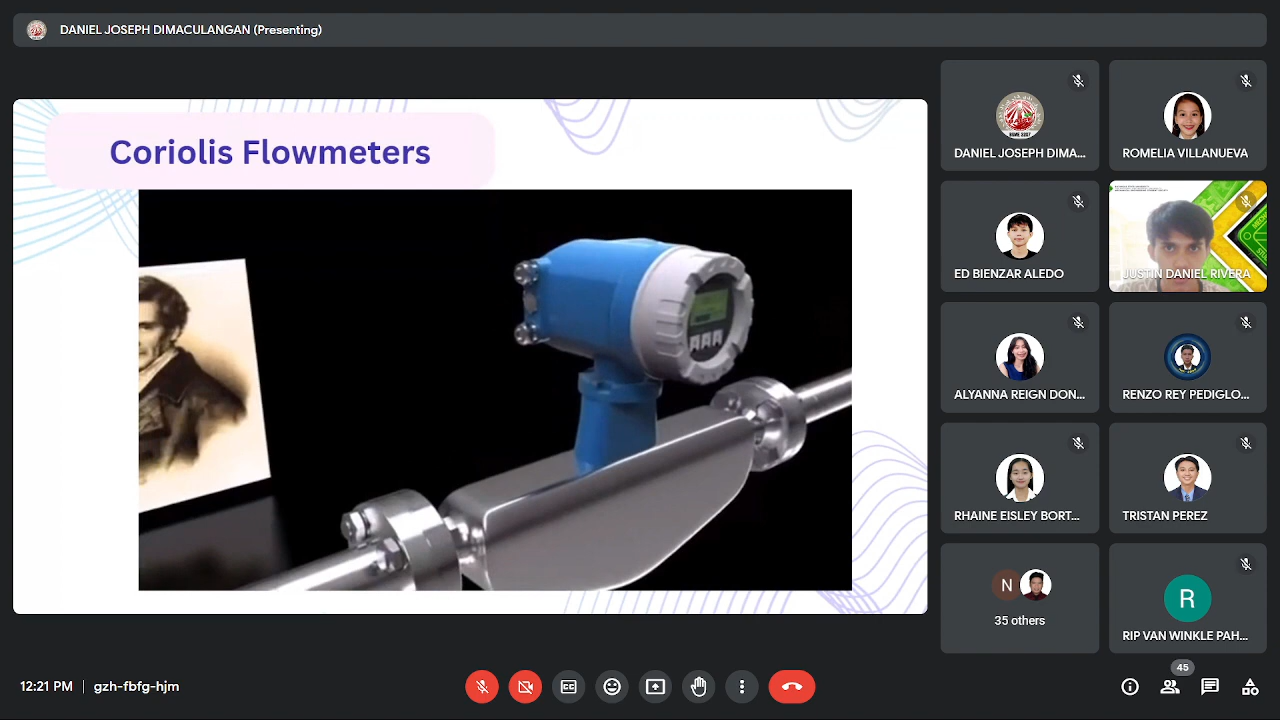 DANIEL JOSEPH DIMACULANGAN (Presenting)
Coriolis Flowmeters
DANIEL JOSEPH DIMA...
ROMELIA VILLANUEVA
ED BIENZAR ALEDO
JUSTIN DANIEL RIVERA
ALYANNA REIGN DON...
RENZO REY PEDIGLO...
RHAINE EISLEY BORT...
TRISTAN PEREZ
N
35 others
R
RIP VAN WINKLE PAH...
12:21 PM | gzh-fbfg-hjm
45